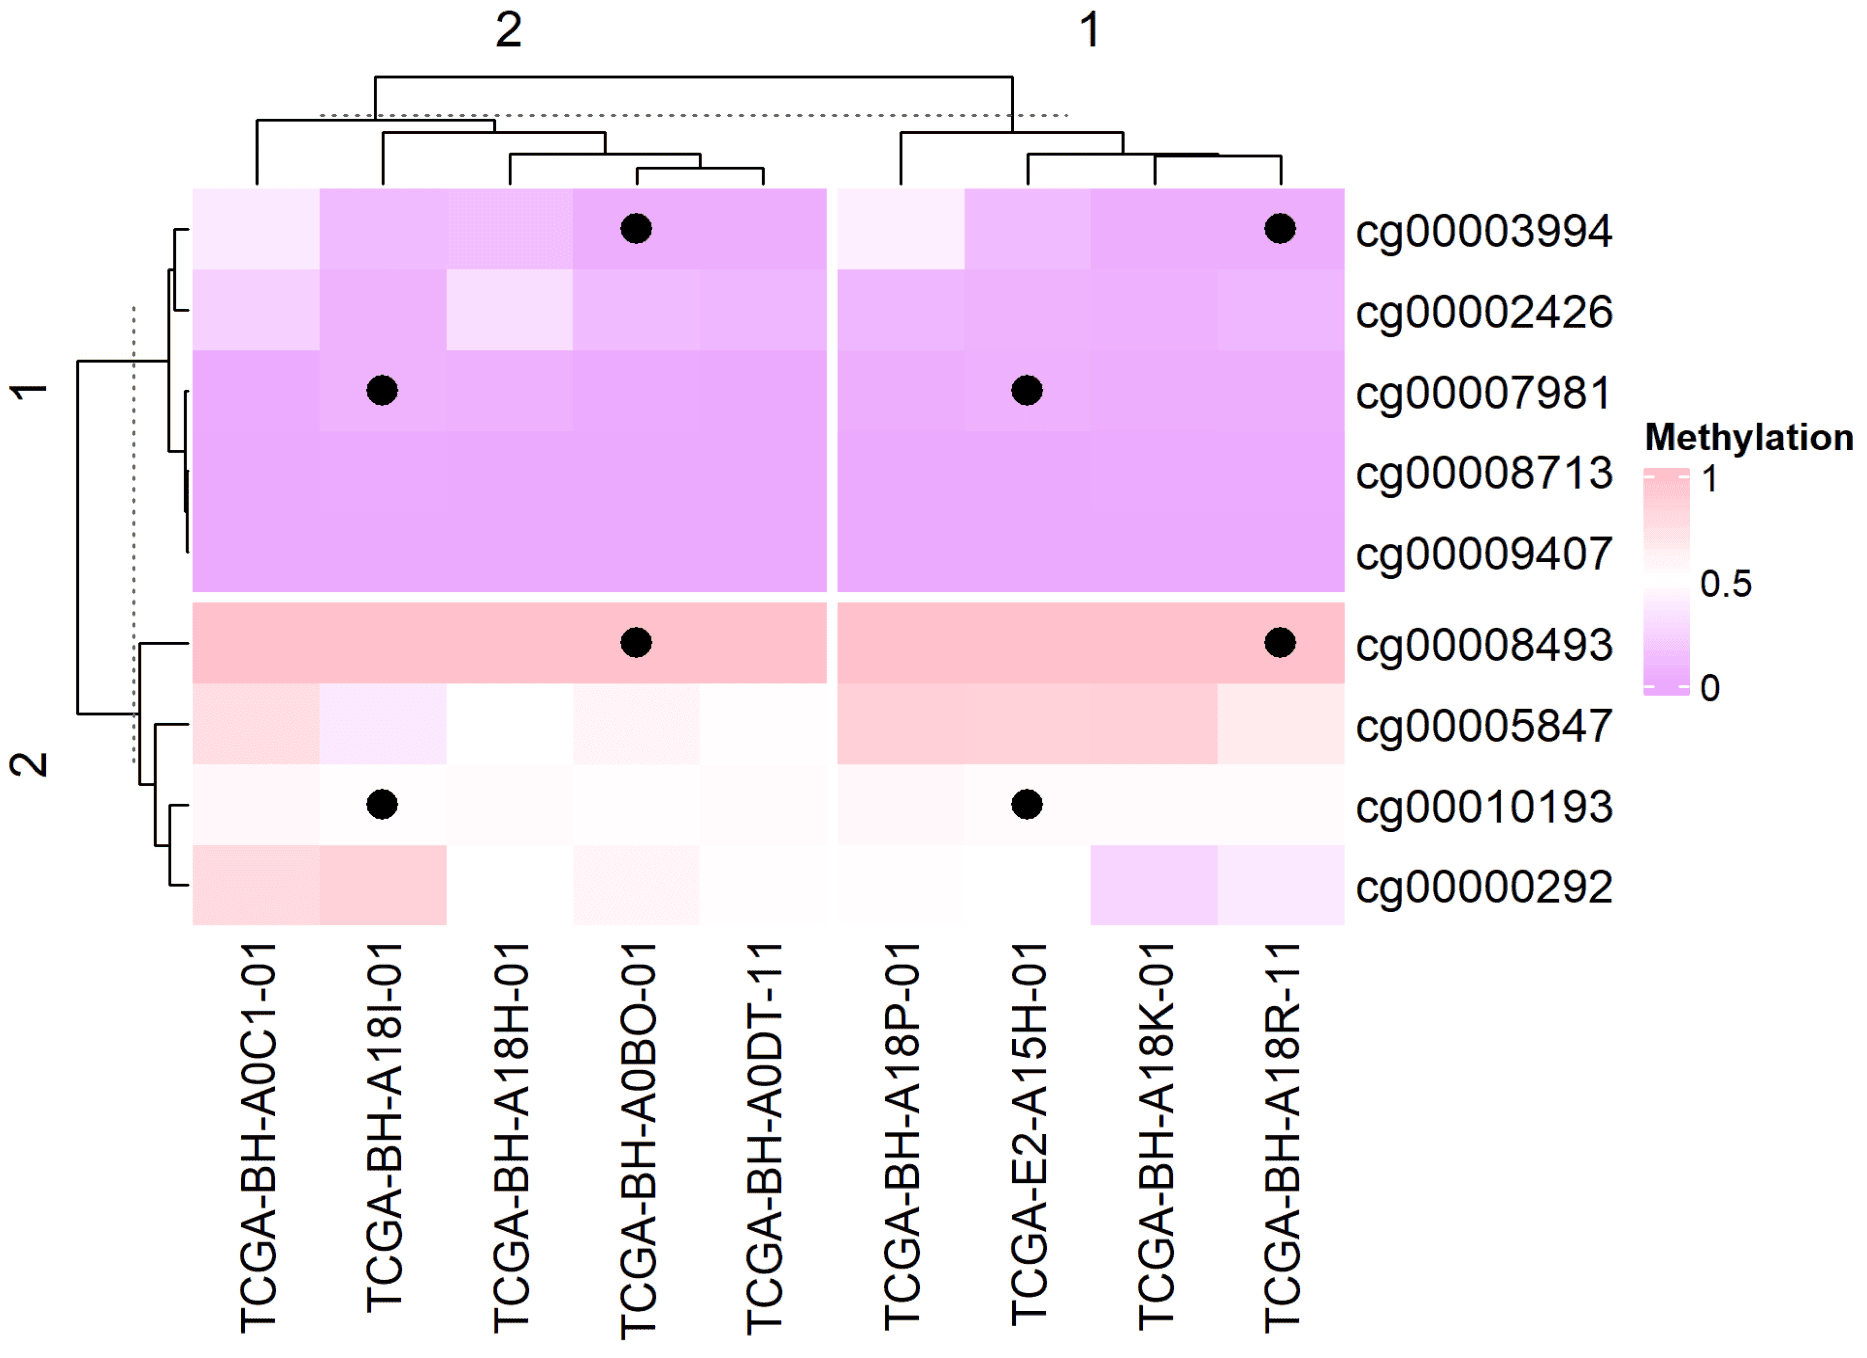 2
1
1
2
cg00003994
cg00002426
cg00007981
cg00008713
cg00009407
cg00008493
cg00005847
cg00010193
cg00000292
Methylation
1
0.5
0
TCGA-BH-A0C1-01
TCGA-BH-A18I-01
TCGA-BH-A18H-01
TCGA-BH-A0BO-01
TCGA-BH-A0DT-11
TCGA-BH-A18P-01
TCGA-E2-A15H-01
TCGA-BH-A18K-01
TCGA-BH-A18R-11